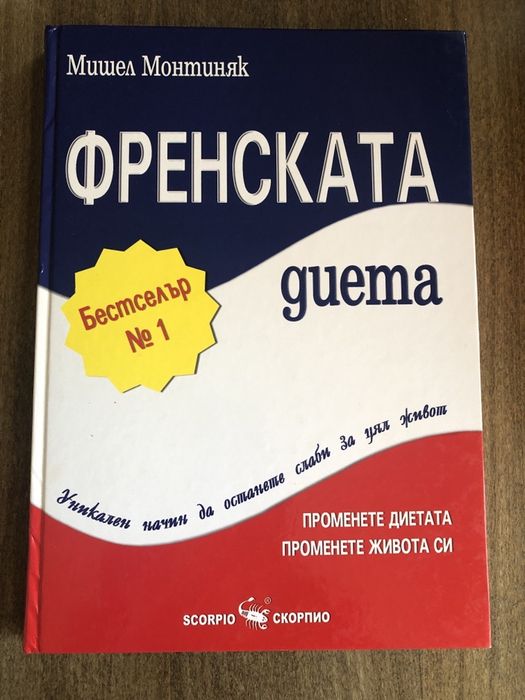 Мишел Монтиняк
ФРЕНСКАТА
диета
Бестселър
№ 1
Уникален начин да останете слаби за цял живот
ПРОМЕНЕТЕ ДИЕТАТА
ПРОМЕНЕТЕ ЖИВОТА СИ
SCORPIO ® СКОРПИО